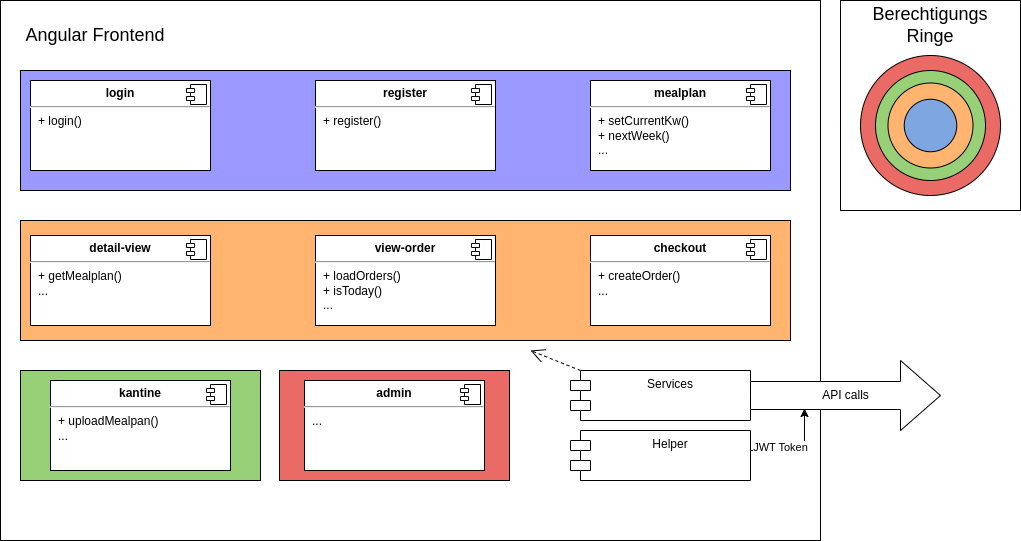 Angular Frontend
Berechtigungs
Ringe
login
+ login()
register
+ register()
mealplan
+ setCurrentKw()
+ nextWeek()
...
detail-view
+ getMealplan()
...
view-order
+ loadOrders()
+ isToday()
...
checkout
+ createOrder()
...
kantine
+ uploadMealpan()
...
admin
...
Services
API calls
Helper
JWT Token